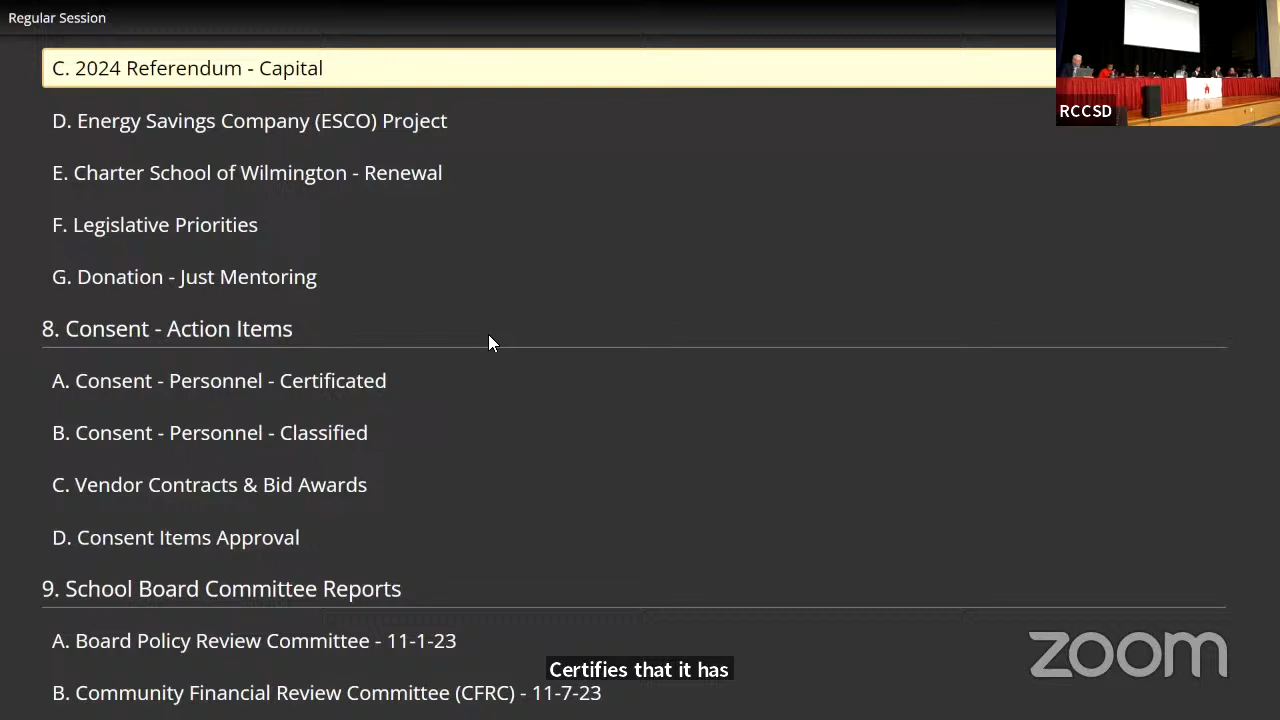 Regular Session
C. 2024 Referendum - Capital
RCCSD
D. Energy Savings Company (ESCO) Project
E. Charter School of Wilmington - Renewal
F. Legislative Priorities
G. Donation - Just Mentoring
8. Consent - Action Items
A. Consent - Personnel - Certificated
B. Consent - Personnel - Classified
C. Vendor Contracts & Bid Awards
D. Consent Items Approval
9. School Board Committee Reports
A. Board Policy Review Committee - 11-1-23
zoom
Certifies that it has
B. Community Financial Review Committee (CFRC) - 11-7-23